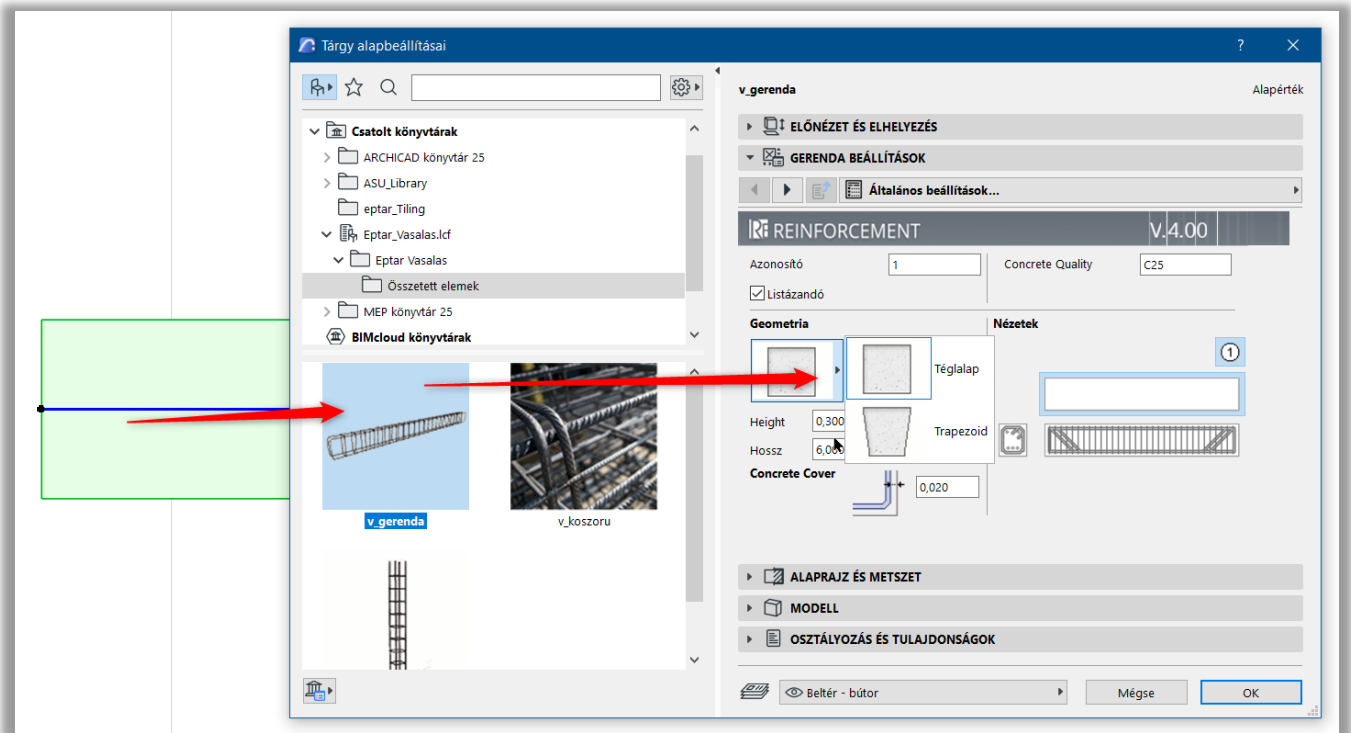 Tárgy alapbeállításai
?
Csatolt könyvtárak
ARCHICAD könyvtár 25
ASU_Library
eptar_Tiling
Eptar_Vasalas.lcf
Eptar Vasalas
Összetett elemek
MEP könyvtár 25
BIMcloud könyvtárak
v_gerenda
v_koszoru
v_gerenda
Alapérték
ELŐNÉZET ÉS ELHELYEZÉS
GERENDA BEÁLLÍTÁSOK
Általános beállítások...
REINFORCEMENT V.4.00
Azonosító 1 Concrete Quality C25
Listázandó
Geometria Nézetek
1
Téglalap
Trapezoid
Height 0,300
Hossz 6,000
Concrete Cover
0,020
ALAPRAJZ ÉS METSZET
MODELL
OSZTÁLYOZÁS ÉS TULAJDONSÁGOK
Beltér - bútor
Mégse
OK